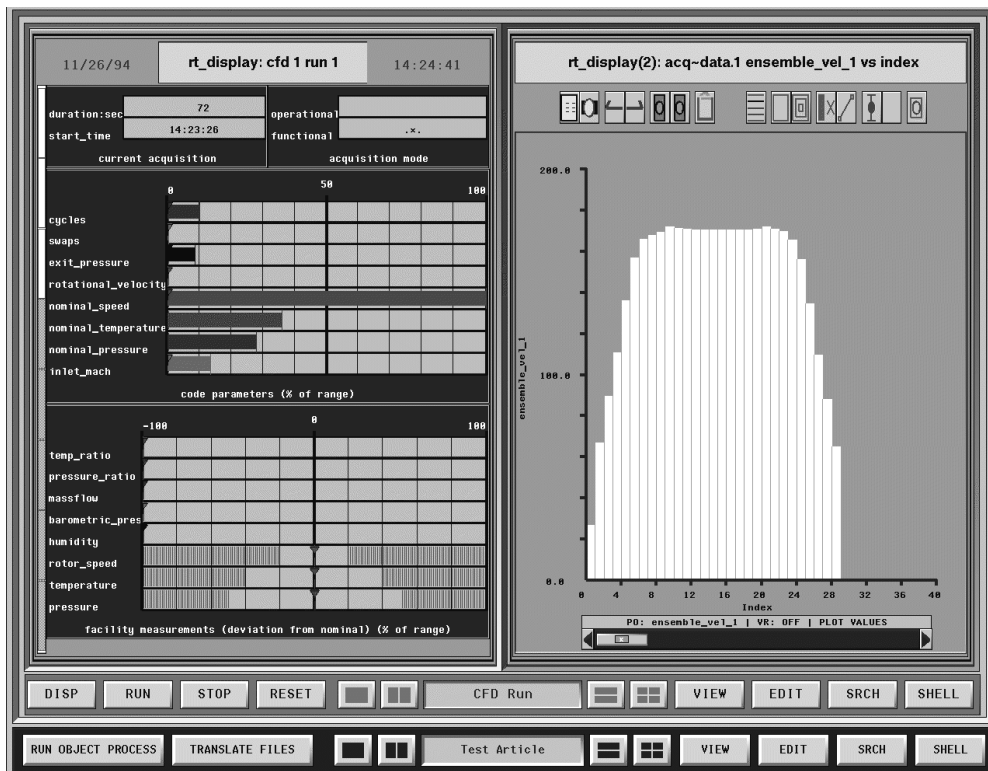 11/26/94 rt_display: cfd 1 run 1 14:24:41
duration:sec 72 operational
start_time 14:23:26 functional .×.
current acquisition acquisition mode
0 50 100
cycles
swaps
exit_pressure
rotational_velocity
nominal_speed
nominal_temperature
nominal_pressure
inlet_mach
code parameters (% of range)
-100 0 100
temp_ratio
pressure_ratio
massflow
barometric_pres
humidity
rotor_speed
temperature
pressure
facility measurements (deviation from nominal) (% of range)
rt_display(2): acq~data.1 ensemble_vel_1 vs index
200.0
100.0
0.0
ensemble_vel_1
0 4 8 12 16 20 24 28 32 36 40
Index
PO: ensemble_vel_1 | VR: OFF | PLOT VALUES
DISP RUN STOP RESET CFD Run VIEW EDIT SRCH SHELL
RUN OBJECT PROCESS TRANSLATE FILES Test Article VIEW EDIT SRCH SHELL